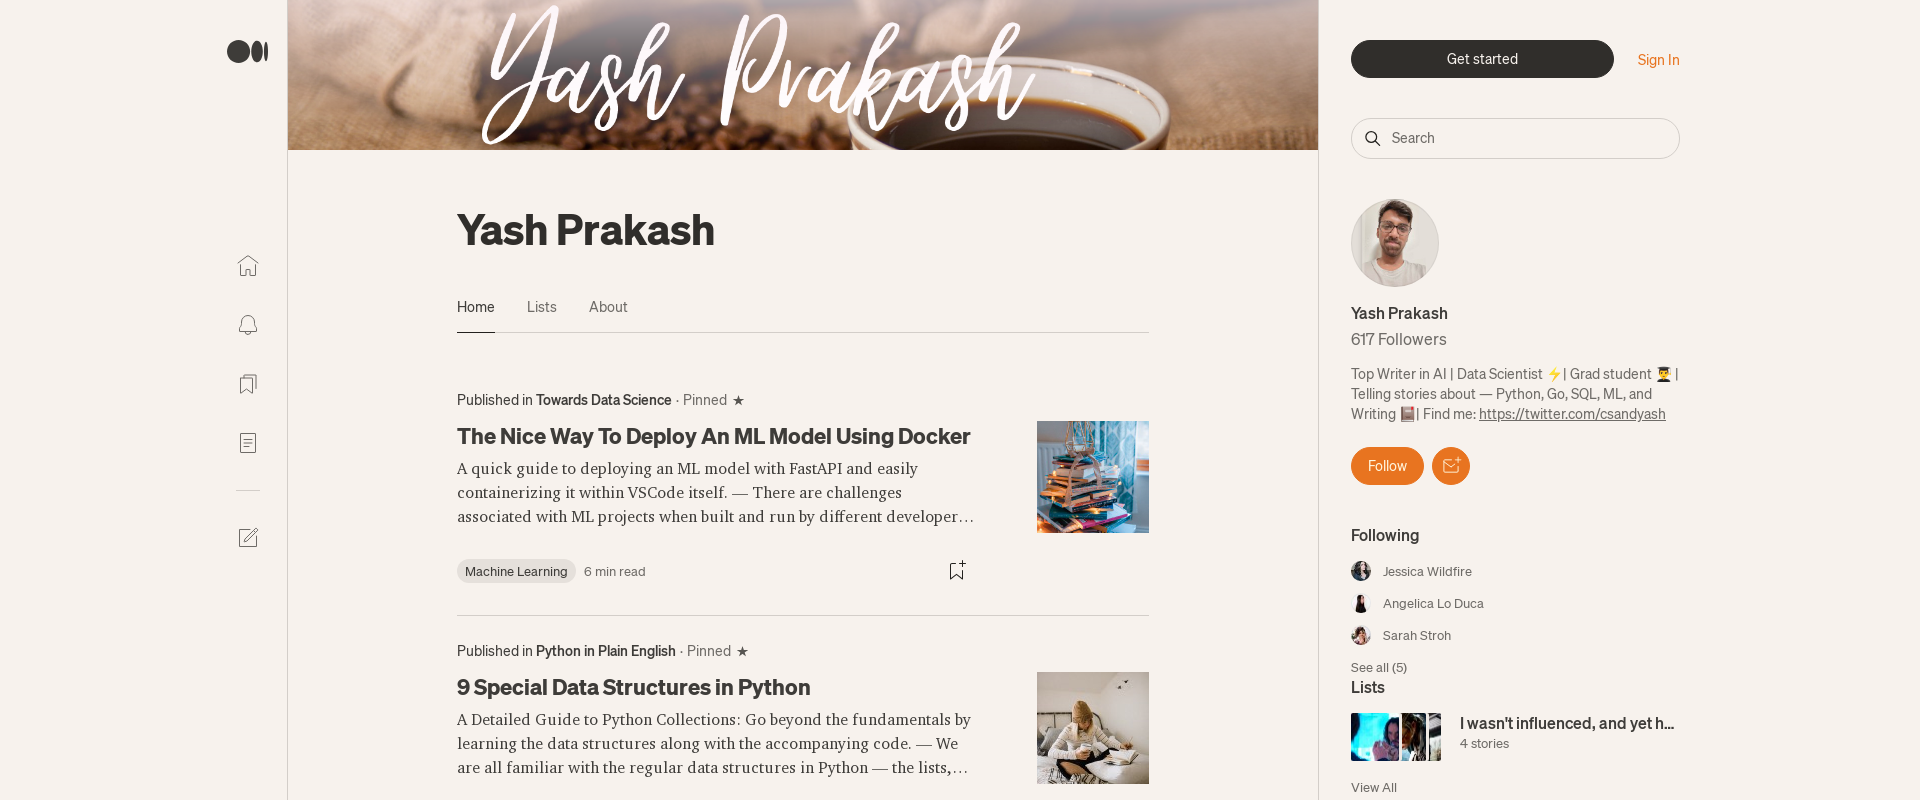 Yash Prakash
Yash Prakash
Home
Lists
About
Published in Towards Data Science · Pinned
The Nice Way To Deploy An ML Model Using Docker
A quick guide to deploying an ML model with FastAPI and easily
containerizing it within VSCode itself. — There are challenges
associated with ML projects when built and run by different developer…
Machine Learning
6 min read
Published in Python in Plain English · Pinned
9 Special Data Structures in Python
A Detailed Guide to Python Collections: Go beyond the fundamentals by
learning the data structures along with the accompanying code. — We
are all familiar with the regular data structures in Python — the lists,…
Get started
Sign In
Search
Yash Prakash
617 Followers
Top Writer in AI | Data Scientist ⚡| Grad student 👨‍🎓 |
Telling stories about — Python, Go, SQL, ML, and
Writing 📔| Find me: https://twitter.com/csandyash
Follow
Following
Jessica Wildfire
Angelica Lo Duca
Sarah Stroh
See all (5)
Lists
I wasn't influenced, and yet h...
4 stories
View All